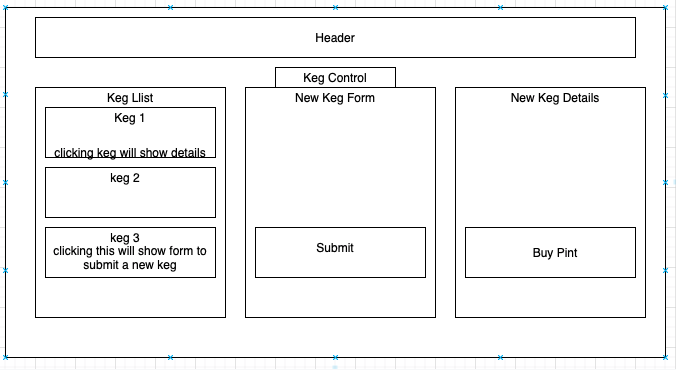 Header
Keg Control
Keg Llist
Keg 1
clicking keg will show details
keg 2
keg 3
clicking this will show form to
submit a new keg
New Keg Form
Submit
New Keg Details
Buy Pint